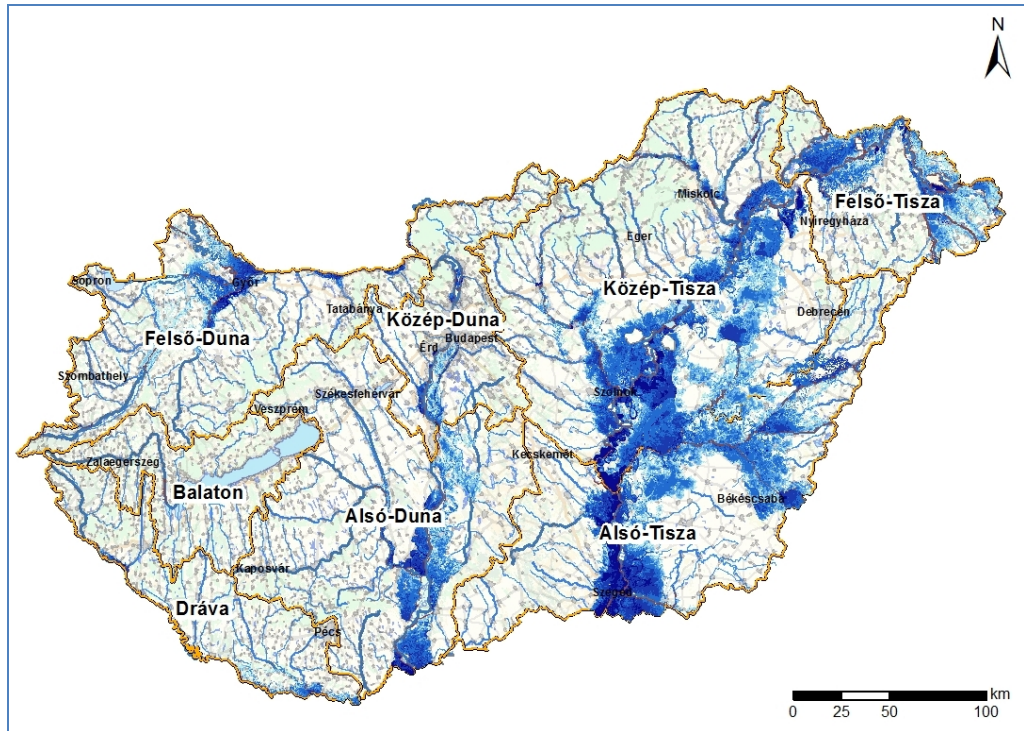 N
Miskolc
Felső-Tisza
Nyíregyháza
Eger
Sopron
Győr
Közép-Tisza
Tatabánya
Közép-Duna
Debrecen
Felső-Duna
Budapest
Érd
Szombathely
Székesfehérvár
Szolnok
Veszprém
Zalaegerszeg
Kecskemét
Balaton
Békéscsaba
Alsó-Duna
Alsó-Tisza
Kaposvár
Szeged
Dráva
Pécs
km
0 25 50 100